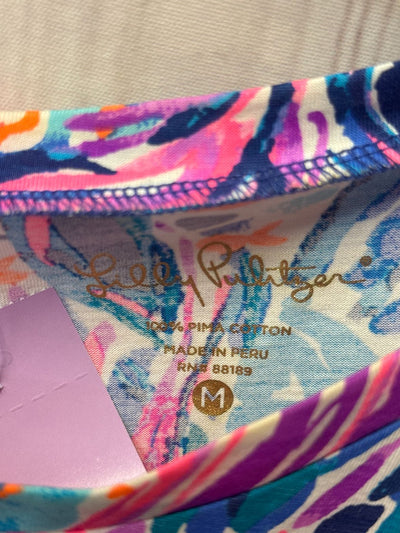 Lilly Pulitzer®
100% PIMA COTTON
MADE IN PERU
RN# 88189
M